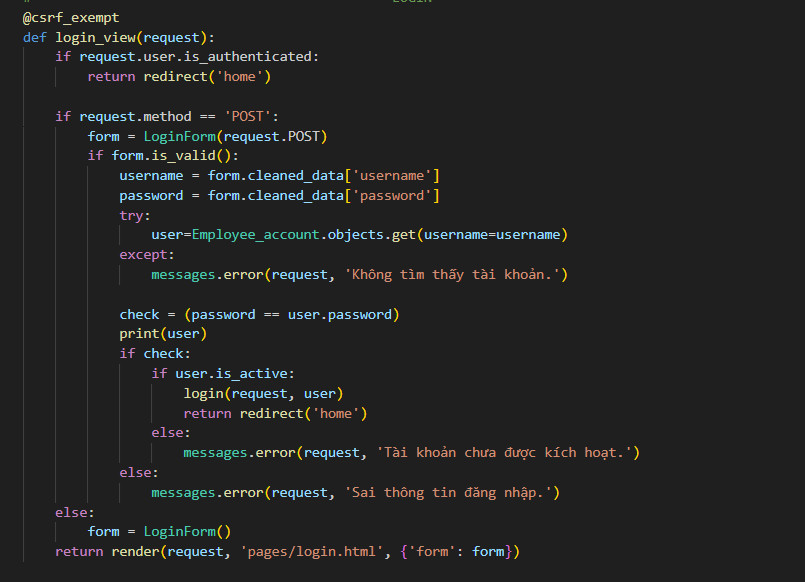 @csrf_exempt
def login_view(request):
    if request.user.is_authenticated:
        return redirect('home')

    if request.method == 'POST':
        form = LoginForm(request.POST)
        if form.is_valid():
            username = form.cleaned_data['username']
            password = form.cleaned_data['password']
            try:
                user=Employee_account.objects.get(username=username)
            except:
                messages.error(request, 'Không tìm thấy tài khoản.')

            check = (password == user.password)
            print(user)
            if check:
                if user.is_active:
                    login(request, user)
                    return redirect('home')
                else:
                    messages.error(request, 'Tài khoản chưa được kích hoạt.')
            else:
                messages.error(request, 'Sai thông tin đăng nhập.')
    else:
        form = LoginForm()
    return render(request, 'pages/login.html', {'form': form})